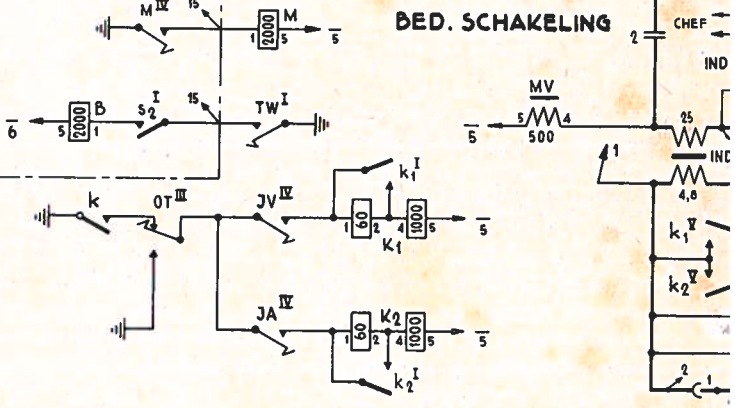 M IV 15 1 2000 5 M 5
BED. SCHAKELING
2 CHEF
IND
6 5 2000 1 B S2 I 15 TW I
MV
5 5 4 500
25
1 IND
4,8
k OT III JV IV k1 I
1 60 2 4 1000 5 5
K1
k1 V
k2 V
JA IV K2
1 60 2 4 1000 5 5
k2 I
2 1